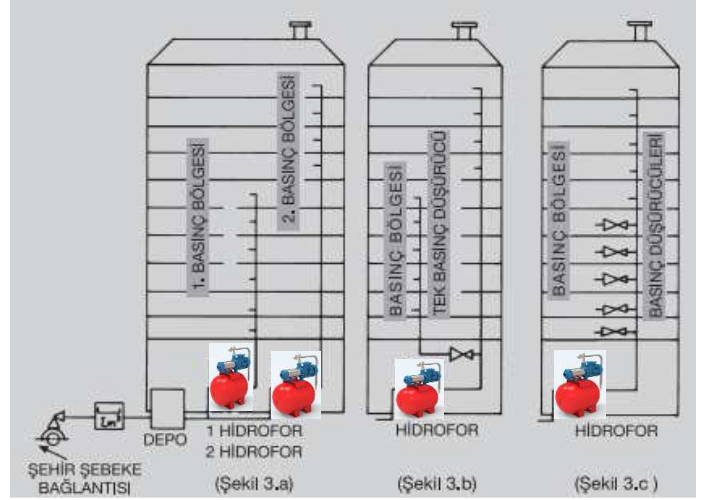 1. BASINÇ BÖLGESİ
2. BASINÇ BÖLGESİ
DEPO
1 HİDROFOR
2 HİDROFOR
ŞEHİR ŞEBEKE
BAĞLANTISI
(Şekil 3.a)
BASINÇ BÖLGESİ
TEK BASINÇ DÜŞÜRÜCÜ
HİDROFOR
(Şekil 3.b)
BASINÇ BÖLGESİ
BASINÇ DÜŞÜRÜCÜLERİ
HİDROFOR
(Şekil 3.c )